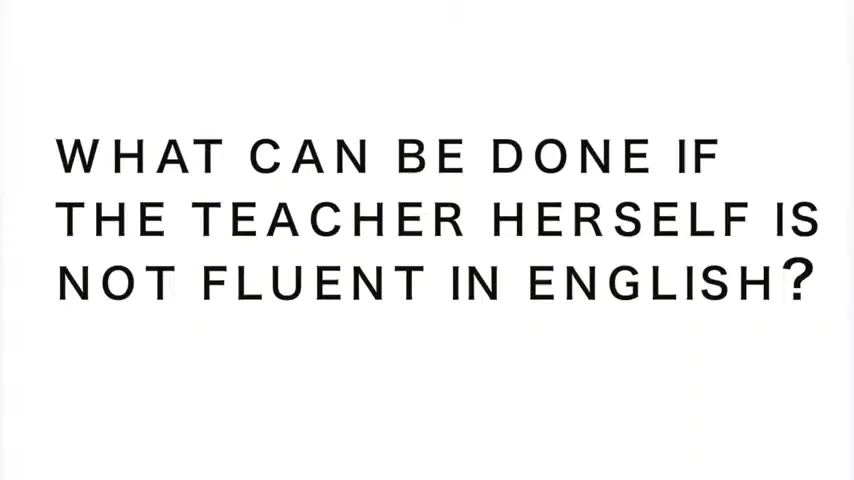 WHAT CAN BE DONE IF
THE TEACHER HERSELF IS
NOT FLUENT IN ENGLISH?